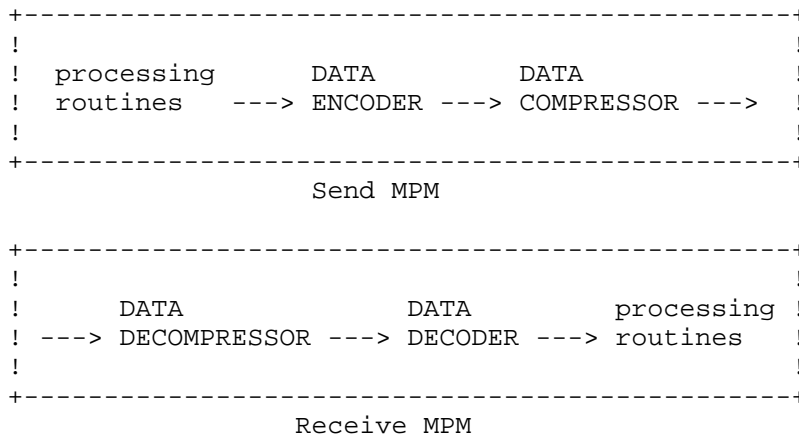 +------------------------------------------------+
!                                                !
!  processing      DATA         DATA             !
!  routines   ---> ENCODER ---> COMPRESSOR --->  !
!                                                !
+------------------------------------------------+
Send MPM
+------------------------------------------------+
!                                                !
!      DATA              DATA         processing !
! ---> DECOMPRESSOR ---> DECODER ---> routines   !
!                                                !
+------------------------------------------------+
Receive MPM